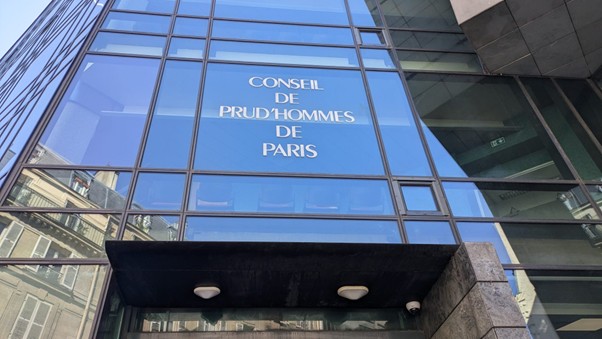 CONSEIL
DE
PRUD'HOMMES
DE
PARIS